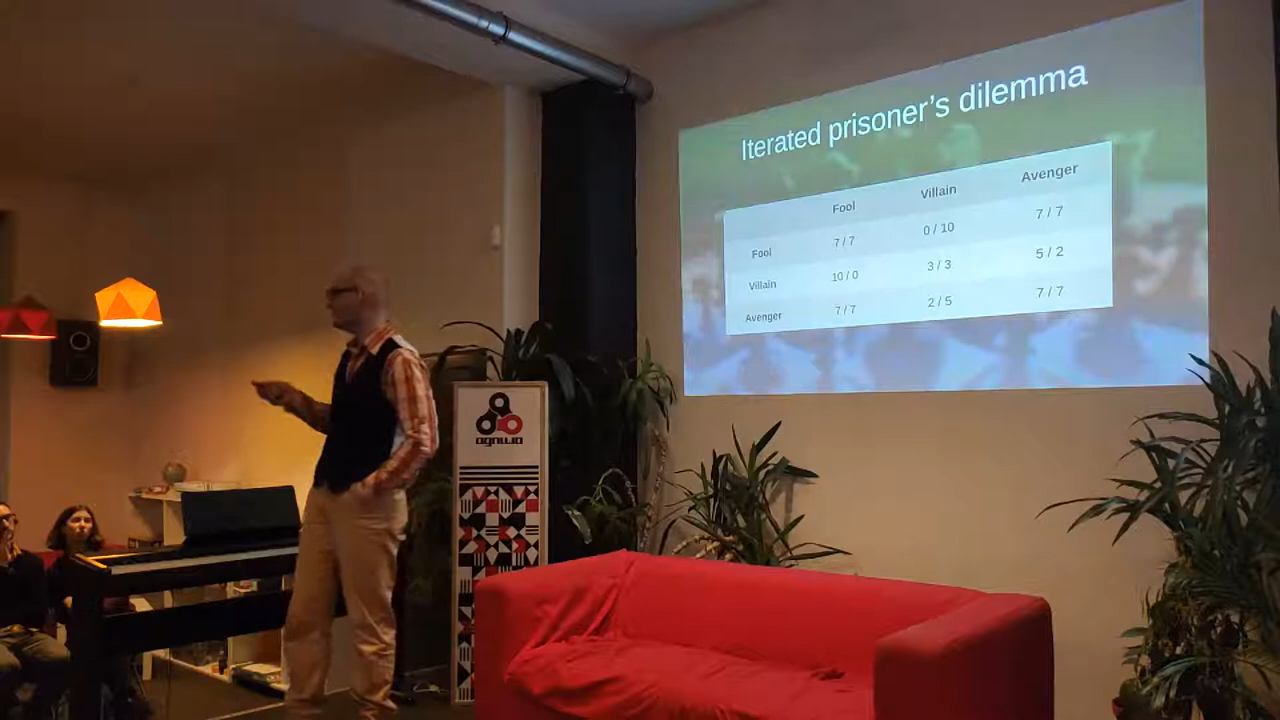 Iterated prisoner's dilemma
Fool Villain Avenger
Fool 7 / 7 0 / 10 7 / 7
Villain 10 / 0 3 / 3 5 / 2
Avenger 7 / 7 2 / 5 7 / 7
ogniwo